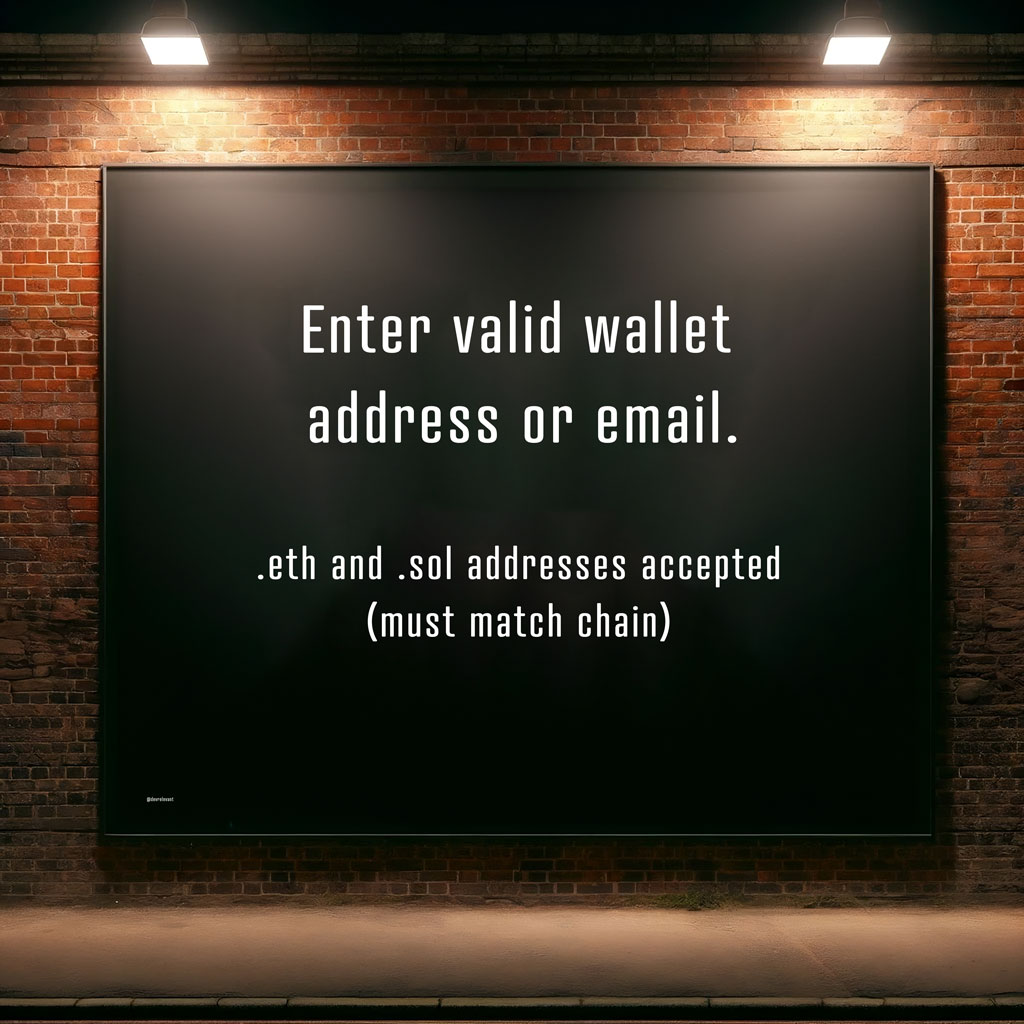 Enter valid wallet
address or email.
.eth and .sol addresses accepted
(must match chain)